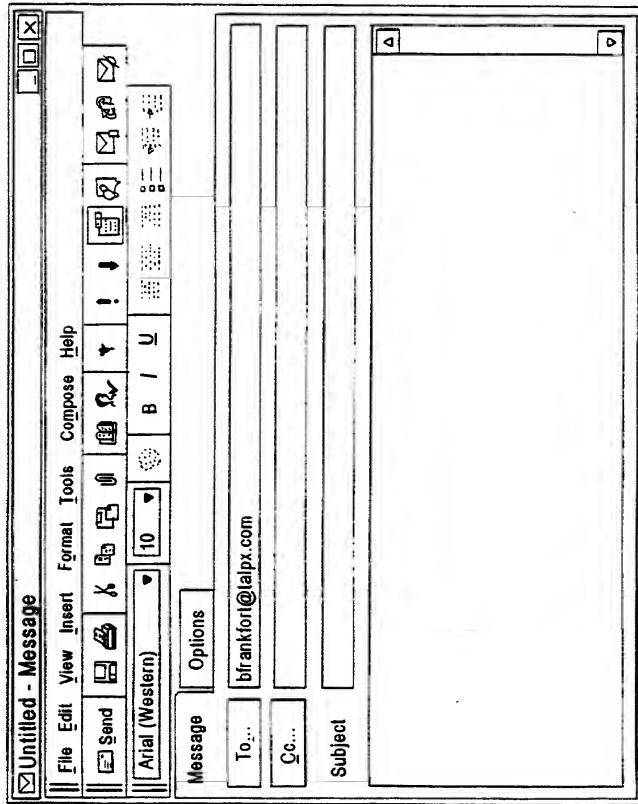 Untitled - Message
File Edit View Insert Format Tools Compose Help
Send
Arial (Western) 10 B I U
Message Options
To... bfrankfort@talpx.com
Cc...
Subject